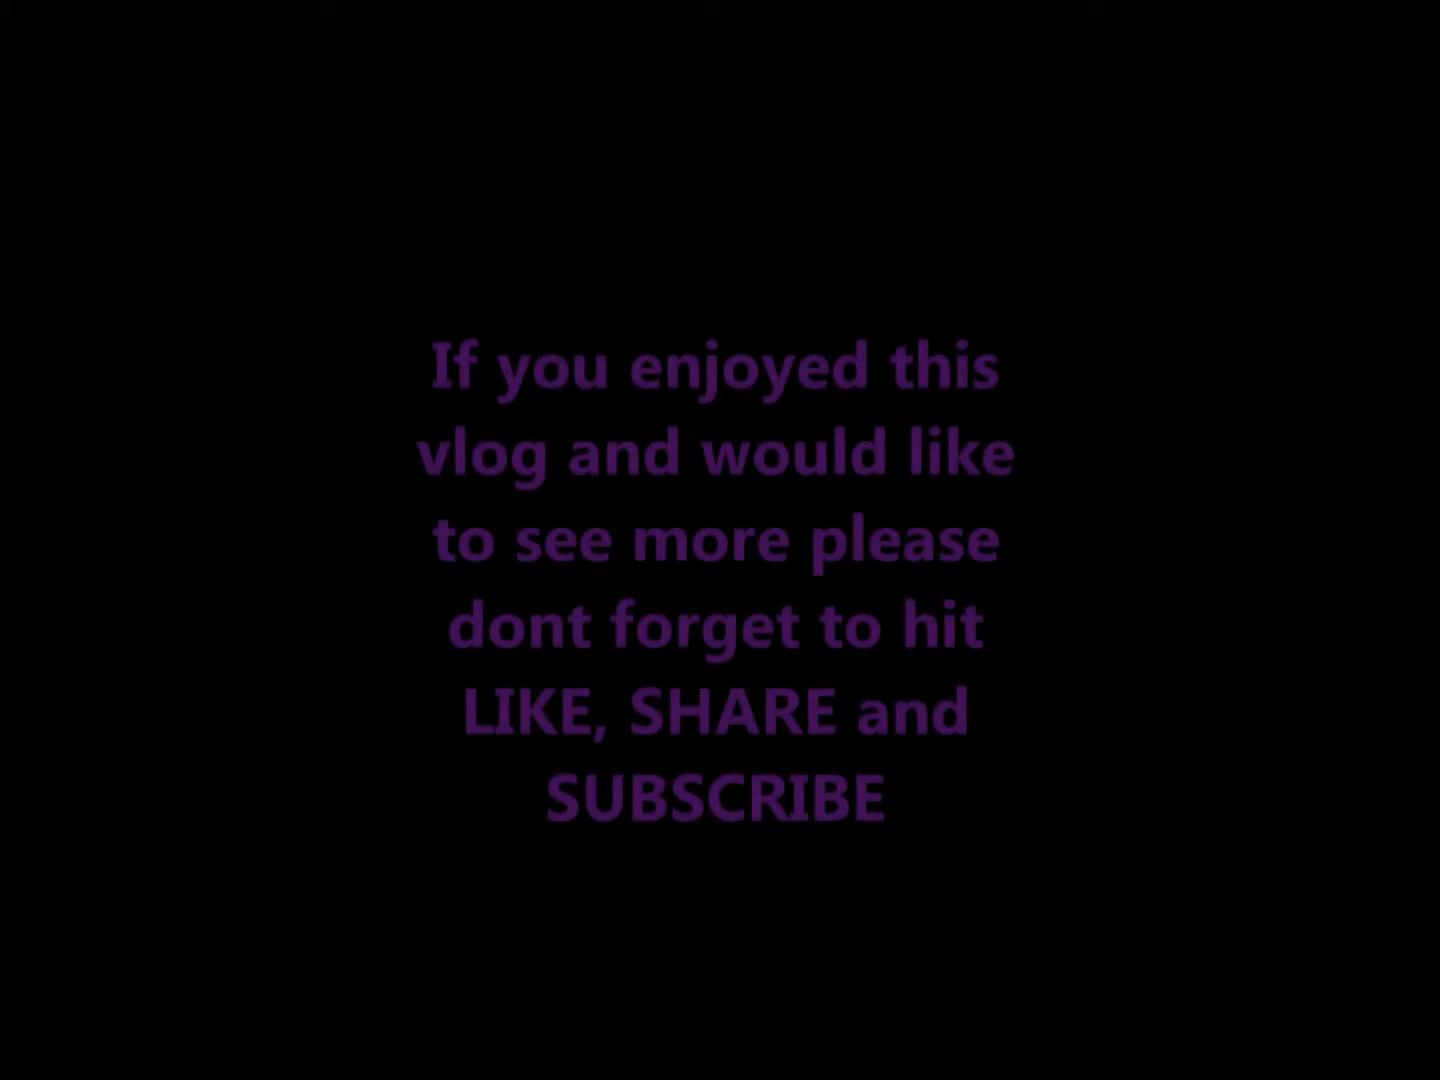 If you enjoyed this
vlog and would like
to see more please
dont forget to hit
LIKE, SHARE and
SUBSCRIBE